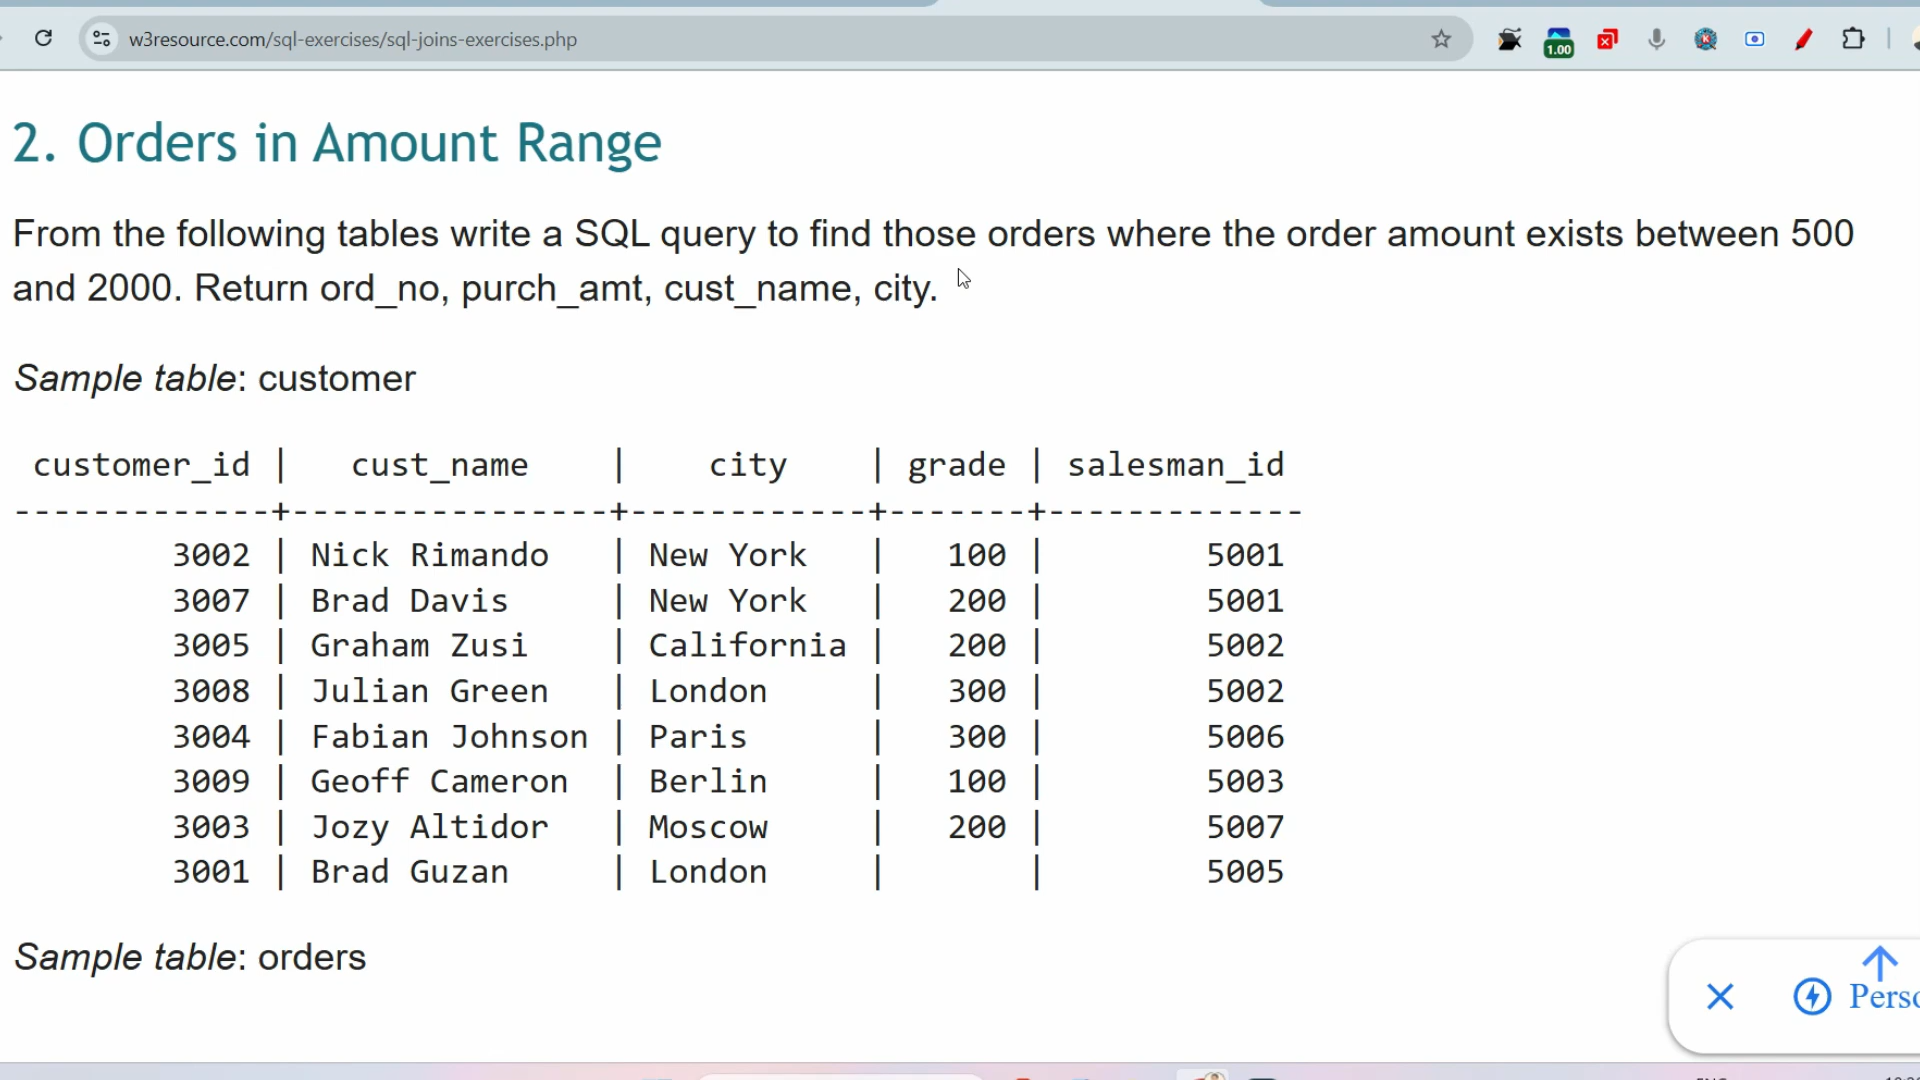 w3resource.com/sql-exercises/sql-joins-exercises.php
1.00
2. Orders in Amount Range
From the following tables write a SQL query to find those orders where the order amount exists between 500
and 2000. Return ord_no, purch_amt, cust_name, city.
Sample table: customer
customer_id | cust_name | city | grade | salesman_id
-------------+----------------+------------+-------+-------------
3002 | Nick Rimando | New York | 100 | 5001
3007 | Brad Davis | New York | 200 | 5001
3005 | Graham Zusi | California | 200 | 5002
3008 | Julian Green | London | 300 | 5002
3004 | Fabian Johnson | Paris | 300 | 5006
3009 | Geoff Cameron | Berlin | 100 | 5003
3003 | Jozy Altidor | Moscow | 200 | 5007
3001 | Brad Guzan | London | | 5005
Sample table: orders